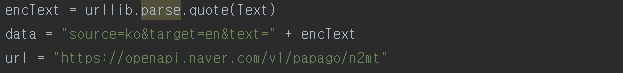 encText = urllib.parse.quote(Text)
data = "source=ko&target=en&text=" + encText
url = "https://openapi.naver.com/v1/papago/n2mt"